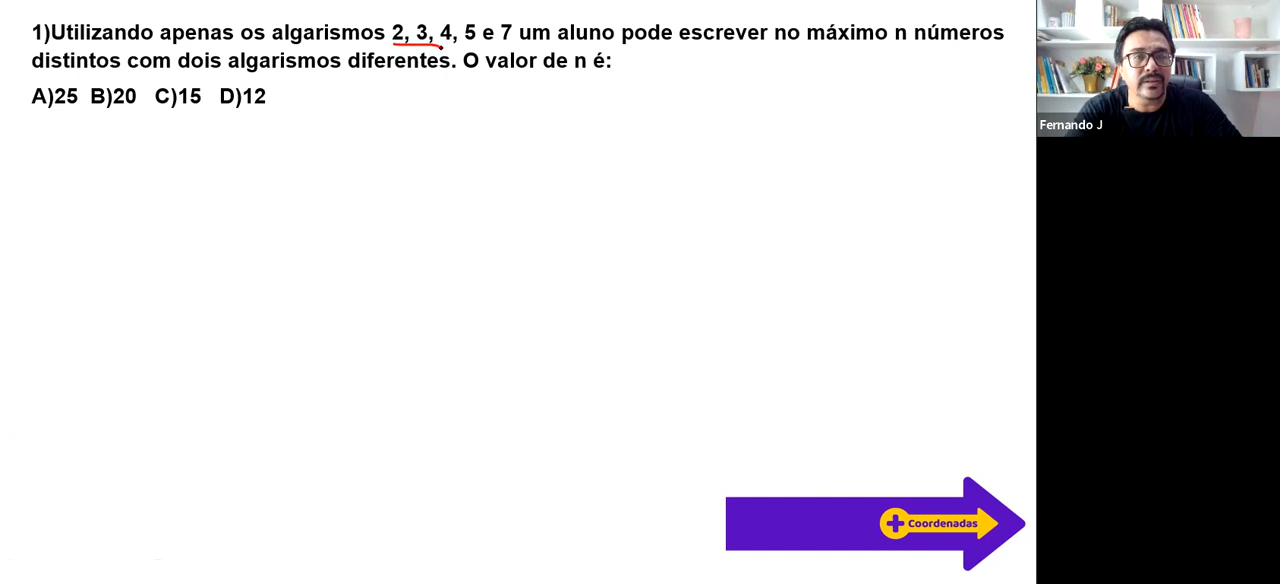 1)Utilizando apenas os algarismos 2, 3, 4, 5 e 7 um aluno pode escrever no máximo n números
distintos com dois algarismos diferentes. O valor de n é:
A)25 B)20 C)15 D)12
Fernando J
Coordenadas